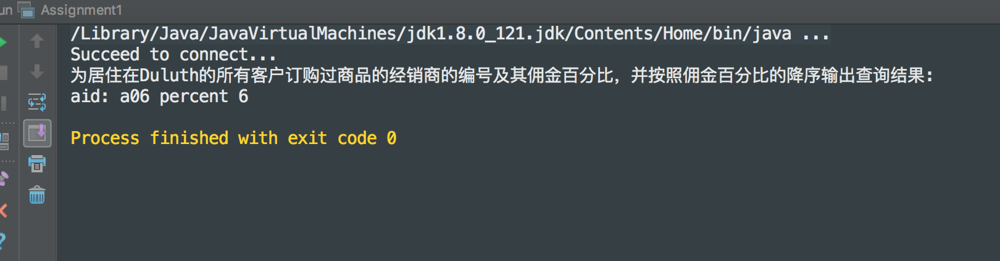 un Assignment1
/Library/Java/JavaVirtualMachines/jdk1.8.0_121.jdk/Contents/Home/bin/java ...
Succeed to connect...
为居住在Duluth的所有客户订购过商品的经销商的编号及其佣金百分比，并按照佣金百分比的降序输出查询结果：
aid: a06 percent 6
Process finished with exit code 0